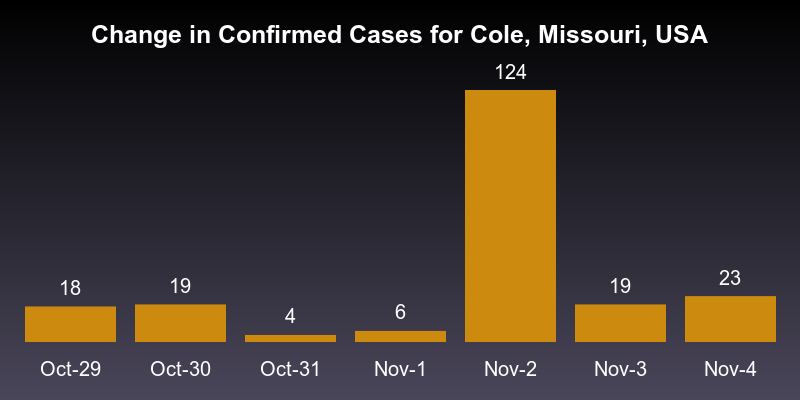 Change in Confirmed Cases for Cole, Missouri, USA
124
18
19
4
6
19
23
Oct-29
Oct-30
Oct-31
Nov-1
Nov-2
Nov-3
Nov-4